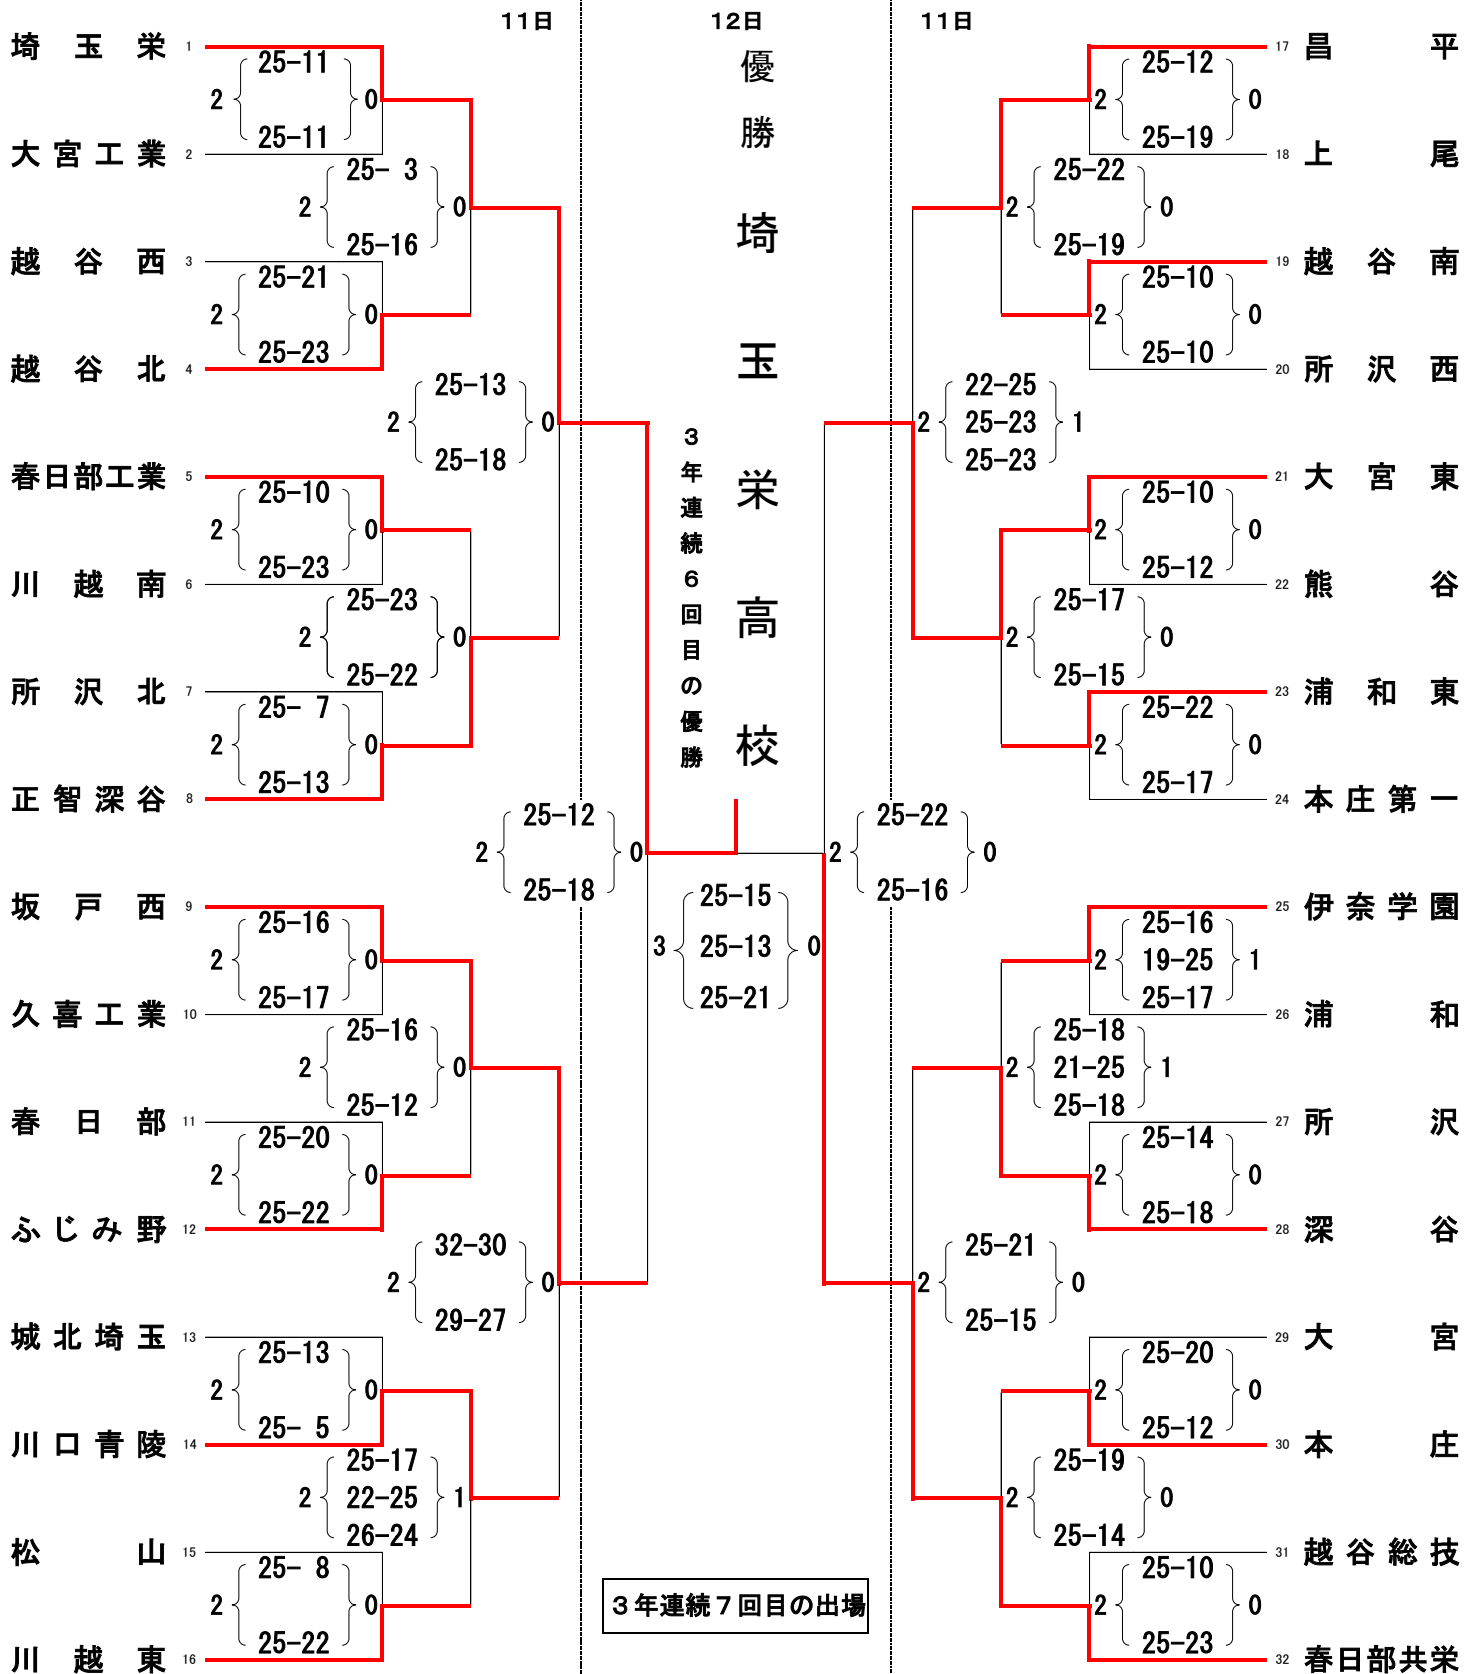 11日
12日
11日
優勝
埼玉栄高校
3年連続6回目の優勝
埼玉栄 1
25-11
2 0
25-11
大宮工業 2
25- 3
2 0
25-16
越谷西 3
25-21
2 0
25-23
越谷北 4
25-13
2 0
25-18
春日部工業 5
25-10
2 0
25-23
川越南 6
25-23
2 0
25-22
所沢北 7
25- 7
2 0
25-13
正智深谷 8
25-12
2 0
25-18
坂戸西 9
25-16
2 0
25-17
久喜工業 10
25-16
2 0
25-12
春日部 11
25-20
2 0
25-22
ふじみ野 12
32-30
2 0
29-27
城北埼玉 13
25-13
2 0
25- 5
川口青陵 14
25-17
2 22-25 1
26-24
松山 15
25- 8
2 0
25-22
川越東 16
25-15
3 25-13 0
25-21
17 昌平
25-12
2 0
25-19
18 上尾
25-22
2 0
25-19
19 越谷南
25-10
2 0
25-10
20 所沢西
22-25
2 25-23 1
25-23
21 大宮東
25-10
2 0
25-12
22 熊谷
25-17
2 0
25-15
23 浦和東
25-22
2 0
25-17
24 本庄第一
25-22
2 0
25-16
25 伊奈学園
25-16
2 19-25 1
25-17
26 浦和
25-18
2 21-25 1
25-18
27 所沢
25-14
2 0
25-18
28 深谷
25-21
2 0
25-15
29 大宮
25-20
2 0
25-12
30 本庄
25-19
2 0
25-14
31 越谷総技
25-10
2 0
25-23
32 春日部共栄
3年連続7回目の出場